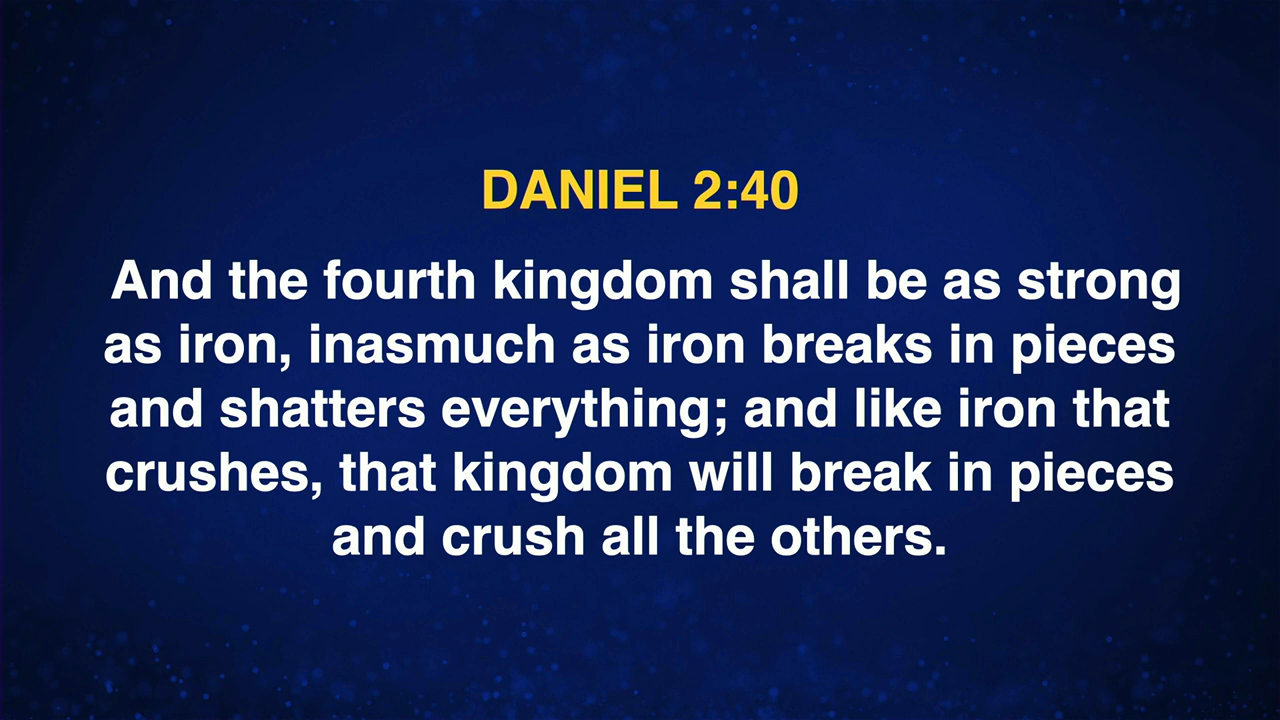 DANIEL 2:40
And the fourth kingdom shall be as strong
as iron, inasmuch as iron breaks in pieces
and shatters everything; and like iron that
crushes, that kingdom will break in pieces
and crush all the others.